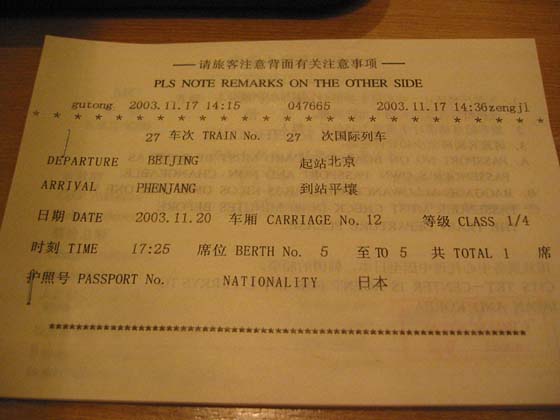 请旅客注意背面有关注意事项
PLS NOTE REMARKS ON THE OTHER SIDE
gutong 2003.11.17 14:15 047665 2003.11.17 14:36zengjl
* * * * * * * * * * * * * * * * * * * * * * * * * * * * * *
27 车次 TRAIN No. 27 次国际列车
DEPARTURE BEIJING 起站北京
ARRIVAL PHENJANG 到站平壤
日期 DATE 2003.11.20 车厢 CARRIAGE No. 12 等级 CLASS 1/4
时刻 TIME 17:25 席位 BERTH No. 5 至 TO 5 共 TOTAL 1 席
护照号 PASSPORT No. NATIONALITY 日本